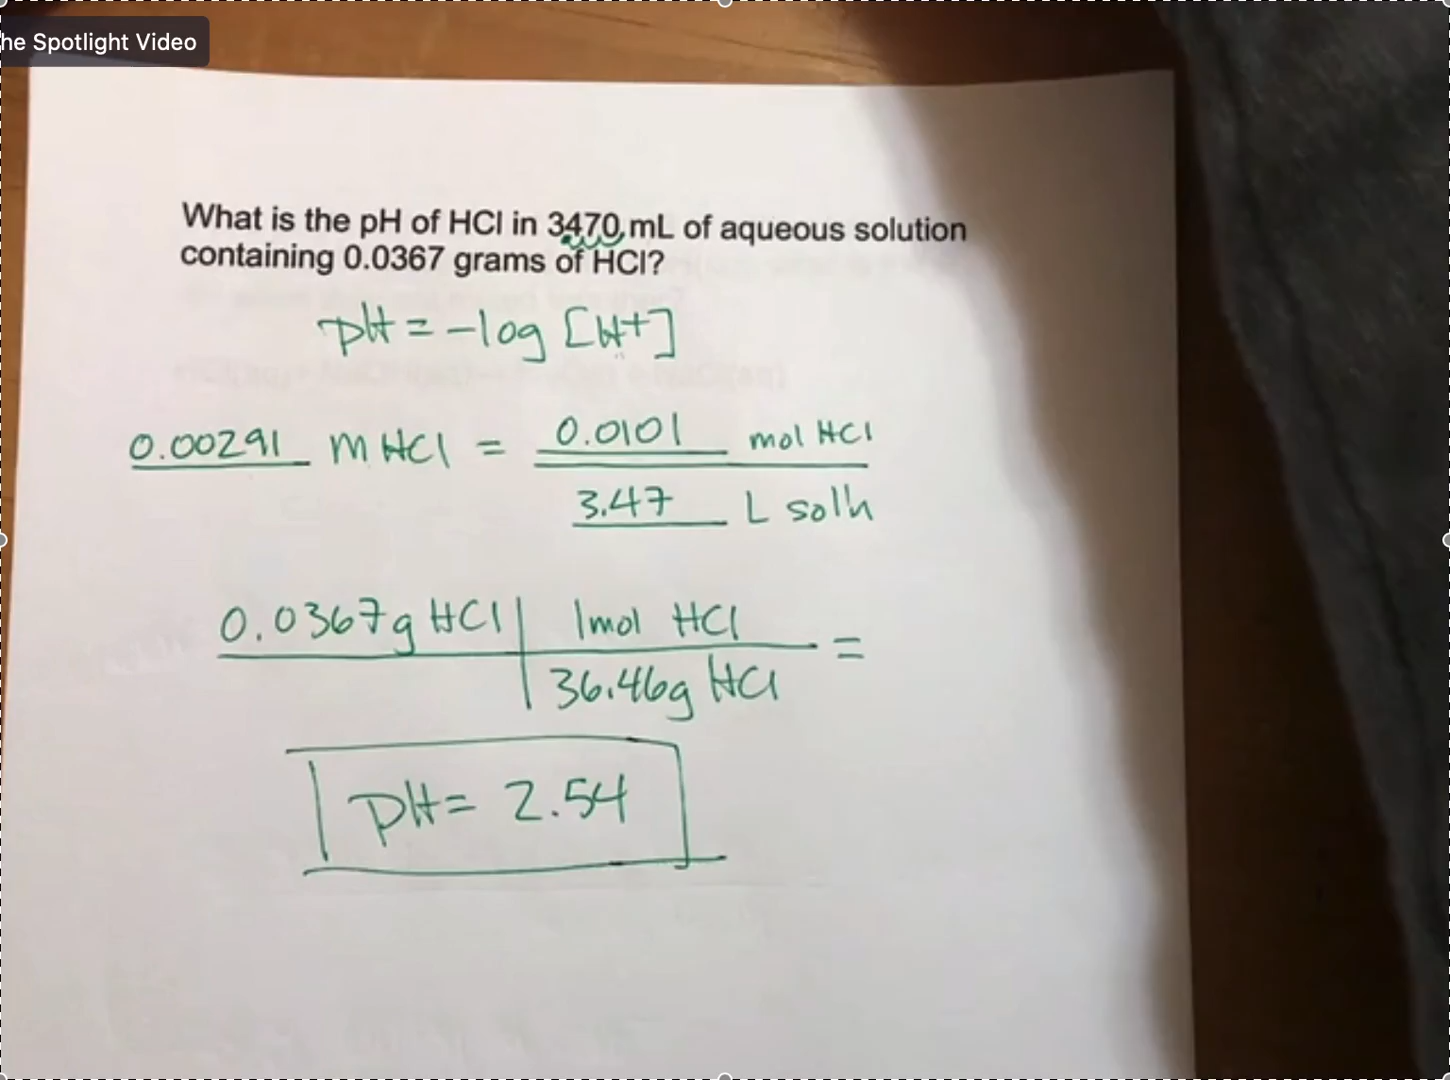 he Spotlight Video
What is the pH of HCl in 3470 mL of aqueous solution
containing 0.0367 grams of HCl?
pH = -log [H+]
0.00291 M HCl = 0.0101 mol HCl
3.47 L sol'n
0.0367g HCl | 1mol HCl =
36.46g HCl
pH = 2.54